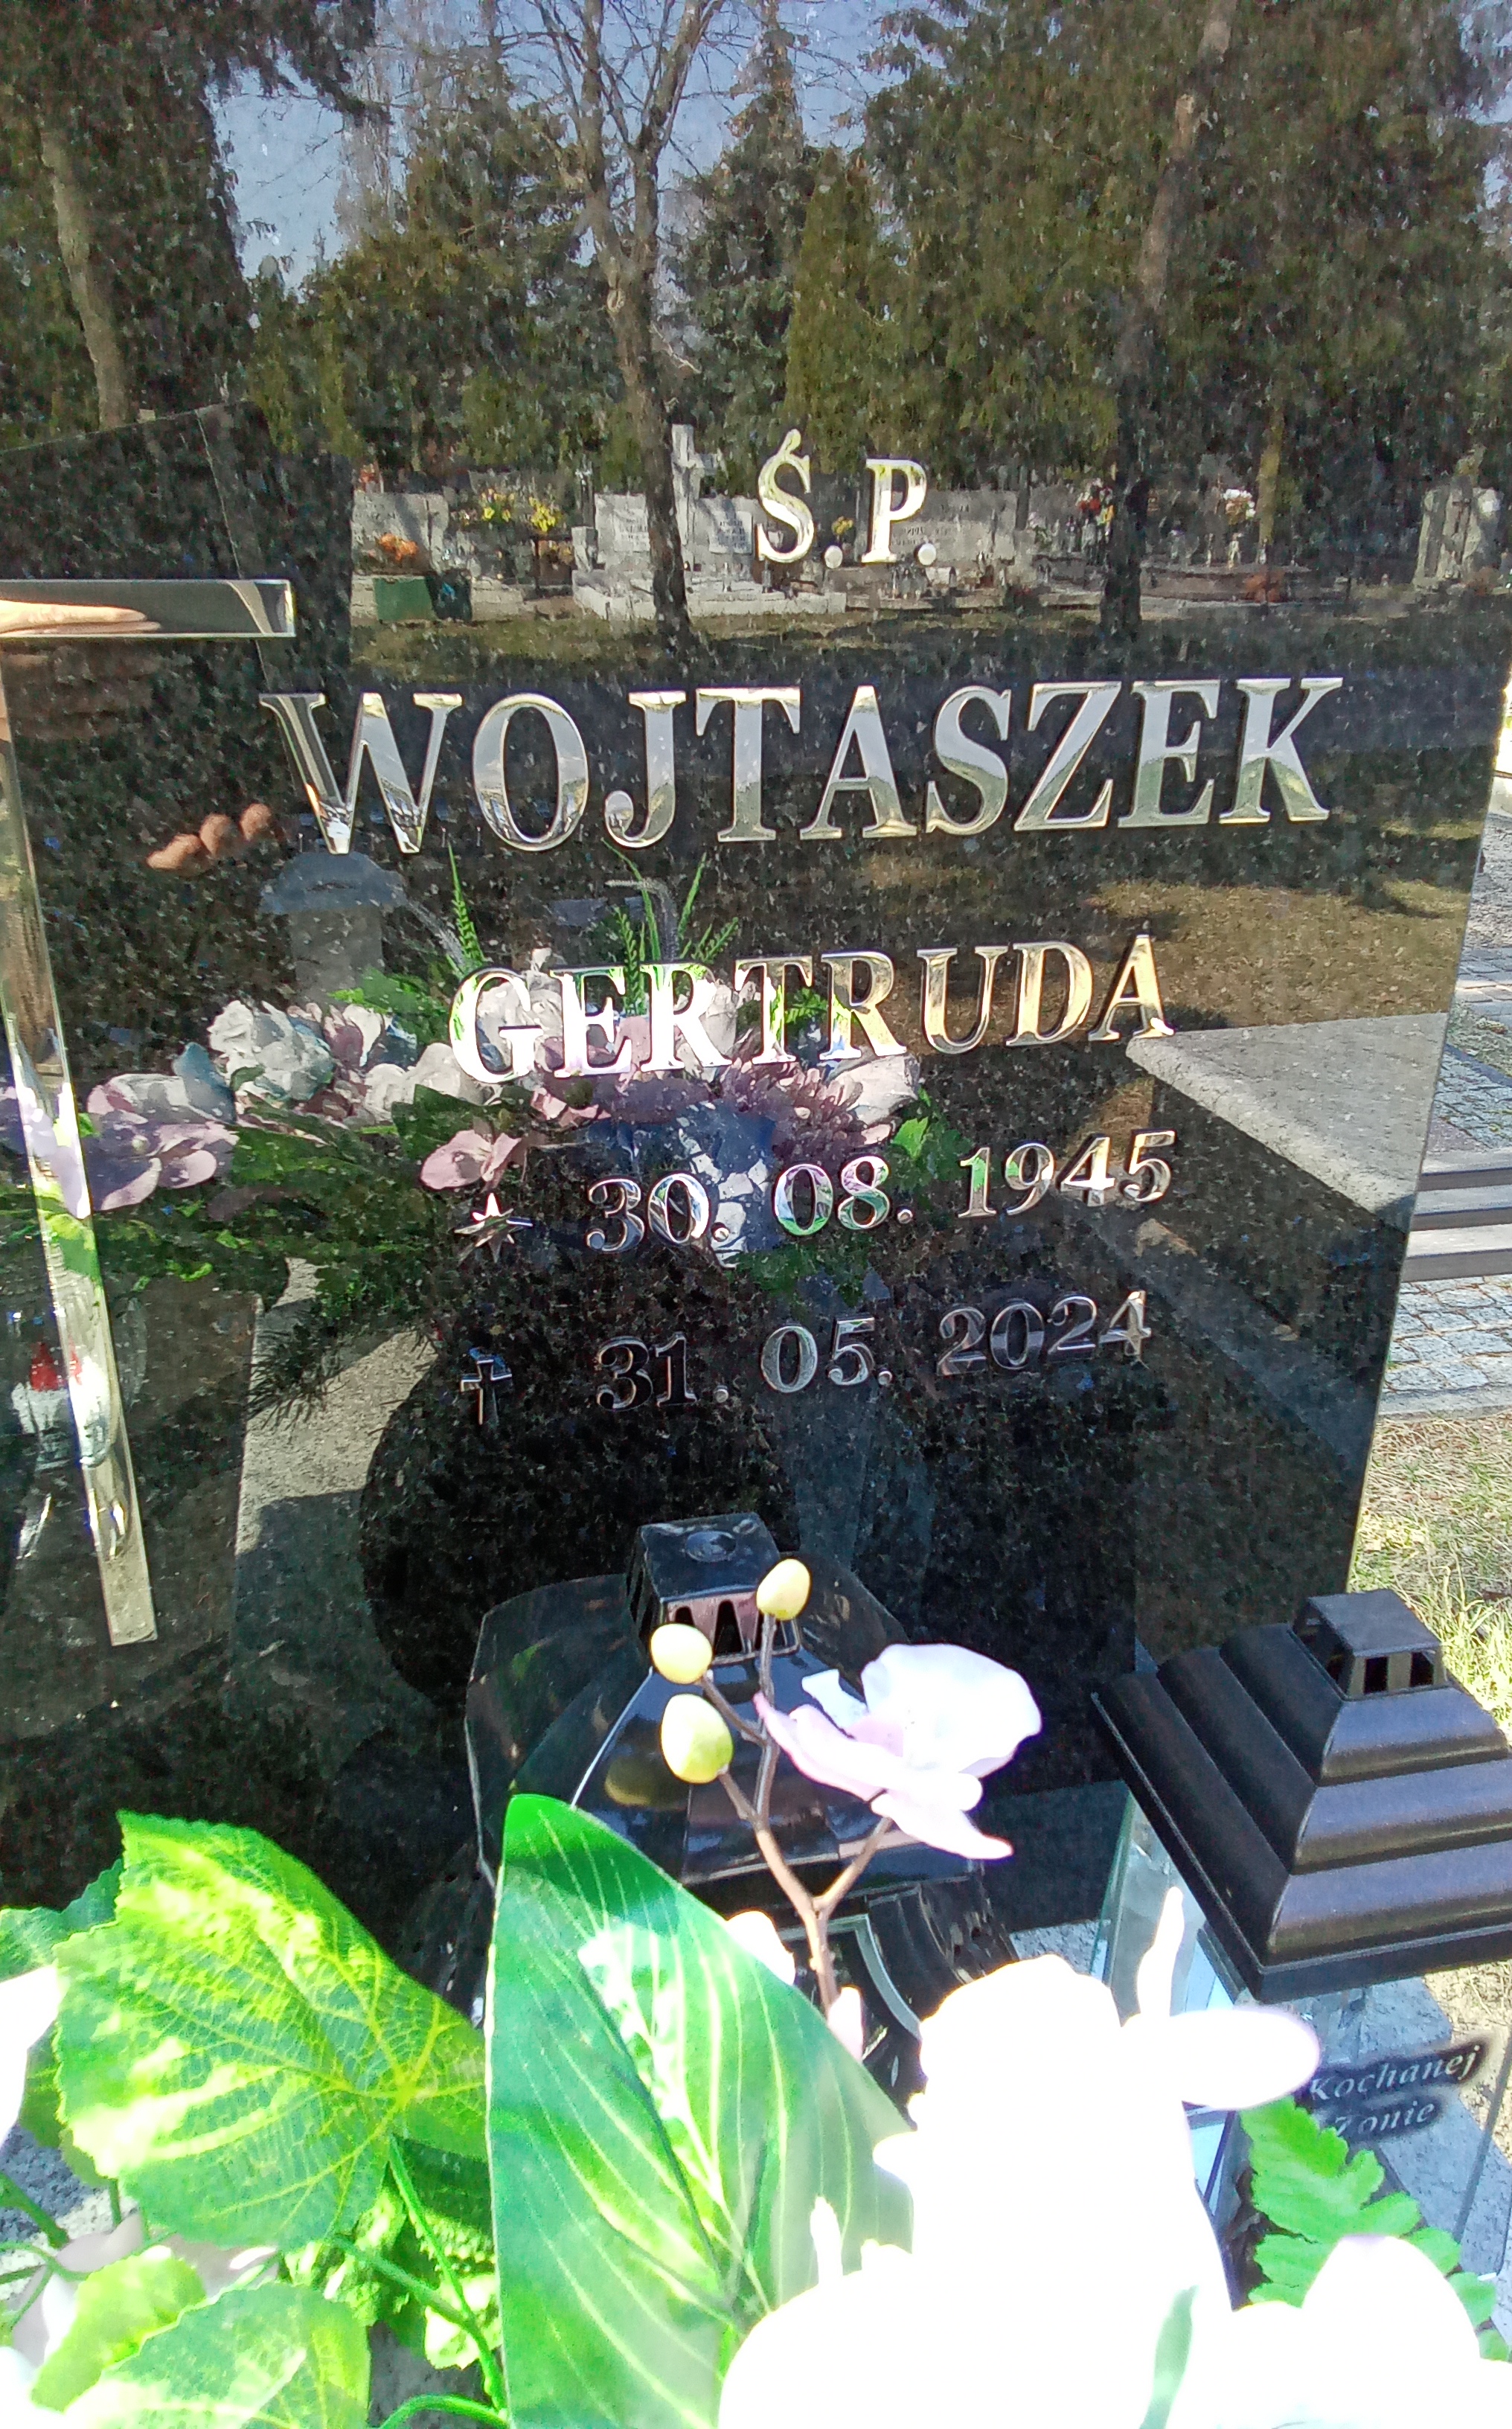 Ś.P.
WOJTASZEK
GERTRUDA
30. 08. 1945
† 31. 05. 2024
Kochanej
Żonie